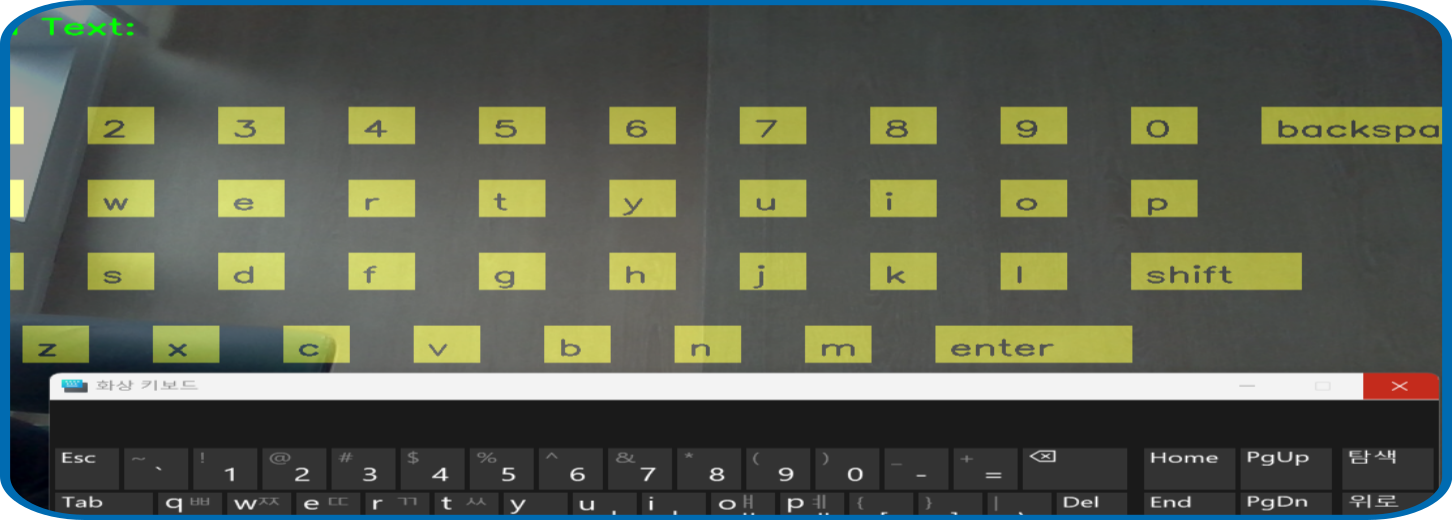 Text:
2 3 4 5 6 7 8 9 0 backspa
w e r t y u i o p
s d f g h j k l shift
z x c v b n m enter
화상 키보드
Esc ~ ` ! 1 @ 2 # 3 $ 4 % 5 ^ 6 & 7 * 8 ( 9 ) 0 _ - + = Home PgUp 탐색
Tab q ㅃ w ㅉ e ㄸ r ㄲ t ㅆ y u i o ㅒ p ㅖ { [ } ] | \ Del End PgDn 위로